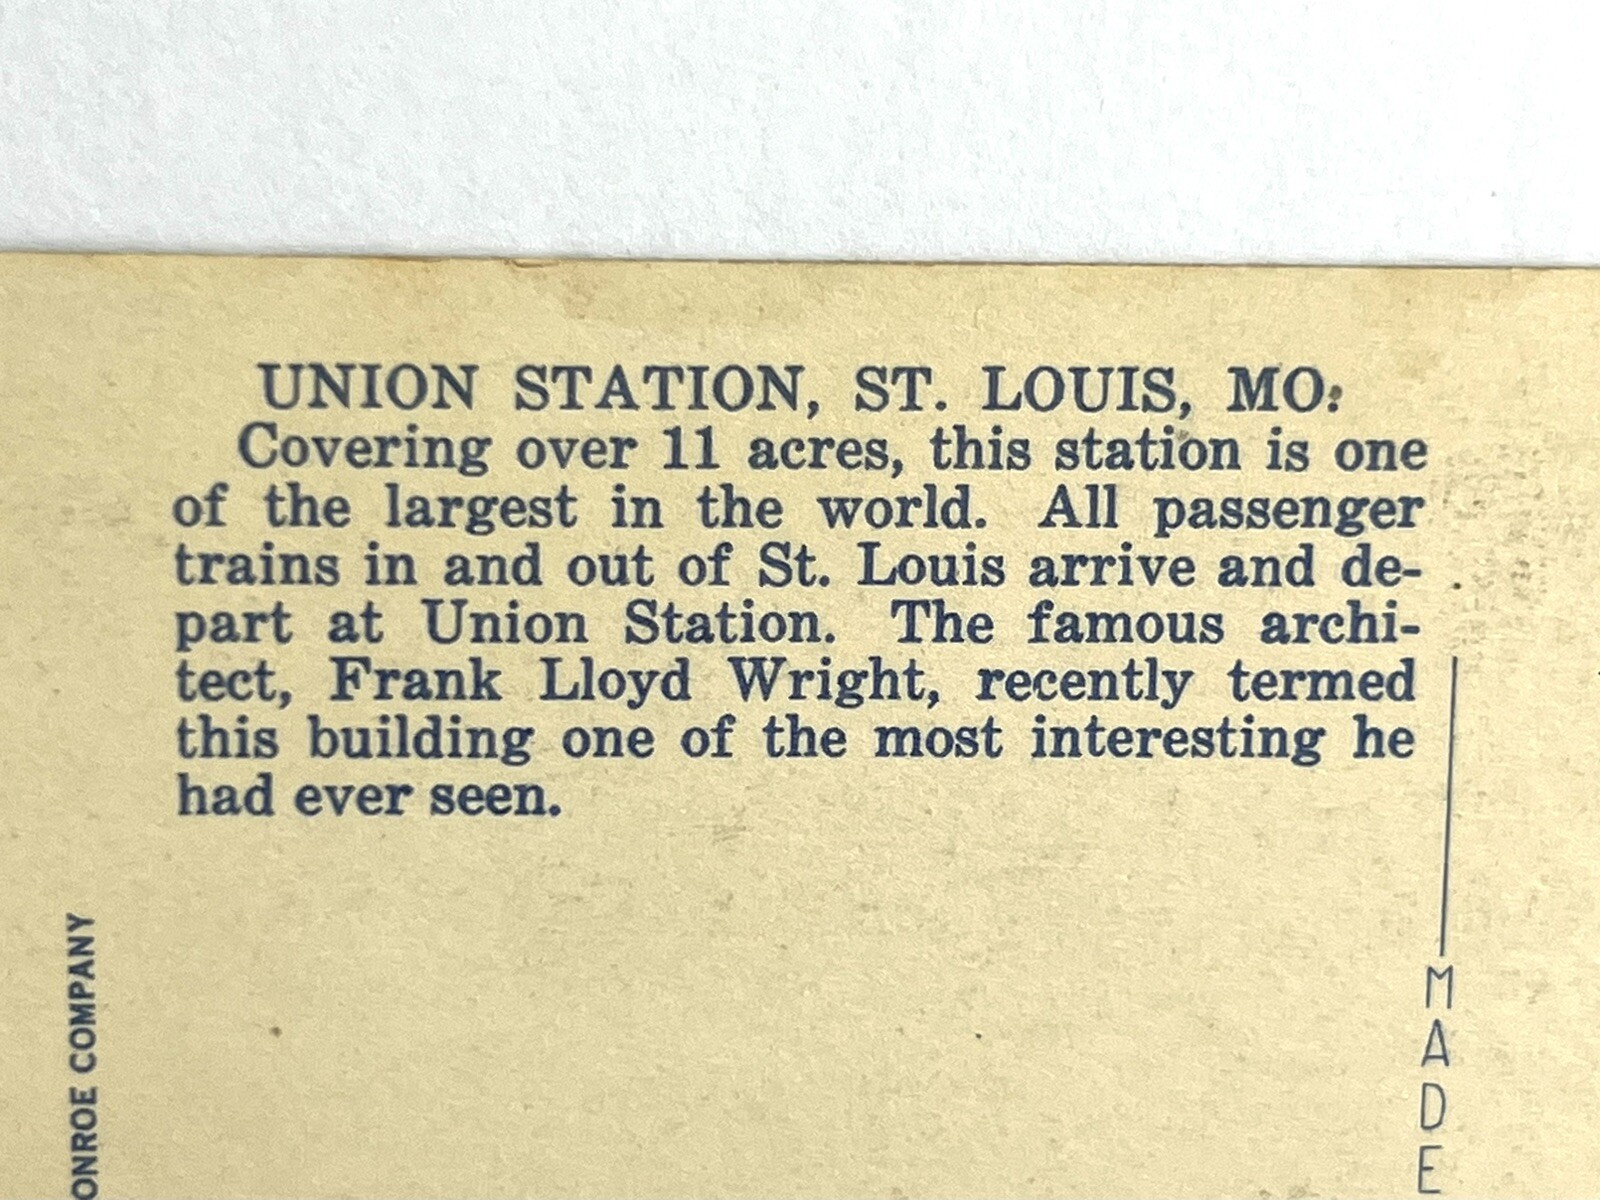 UNION STATION, ST. LOUIS, MO.
Covering over 11 acres, this station is one
of the largest in the world. All passenger
trains in and out of St. Louis arrive and de-
part at Union Station. The famous archi-
tect, Frank Lloyd Wright, recently termed
this building one of the most interesting he
had ever seen.
ONROE COMPANY
MADE